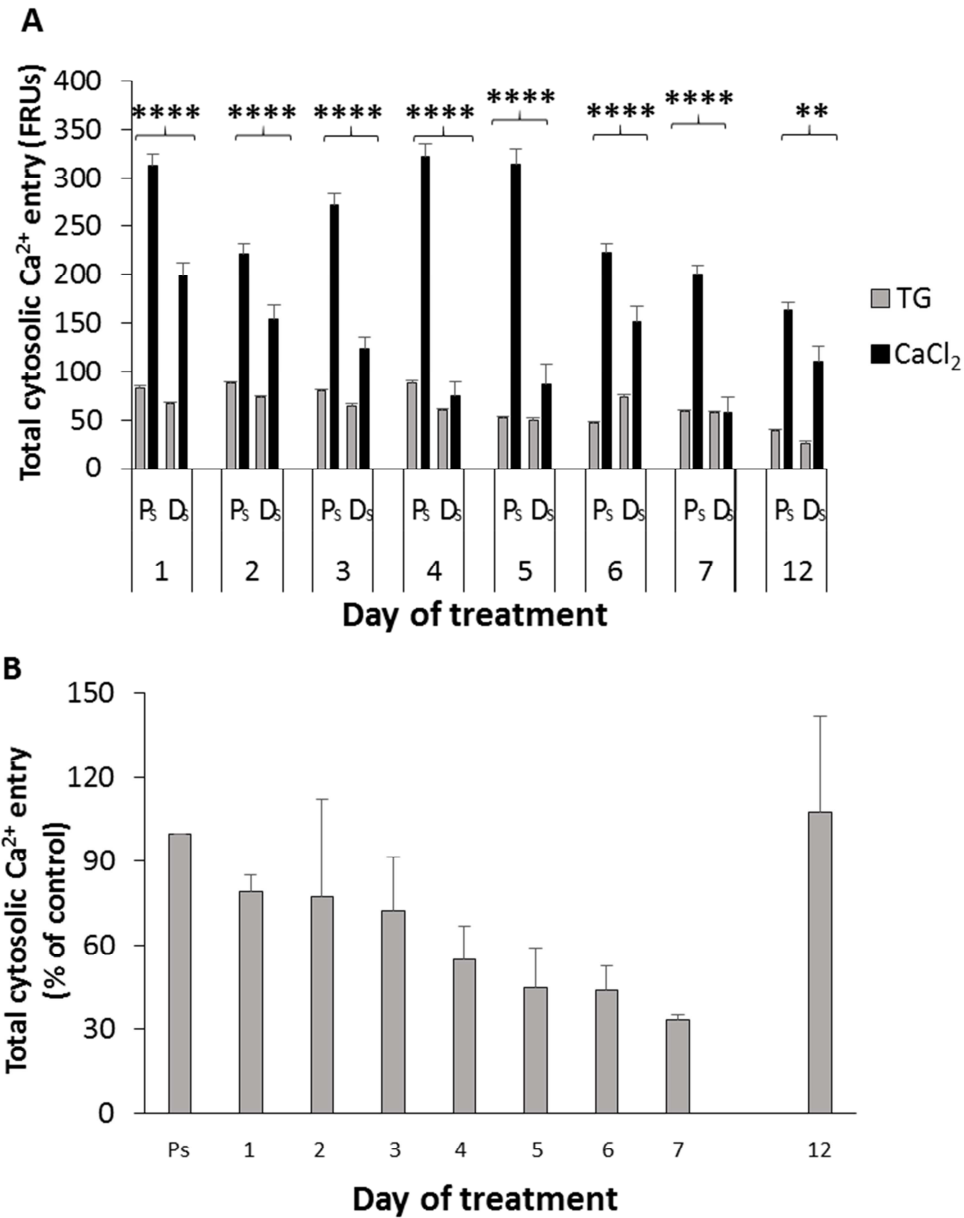 A
Total cytosolic Ca²⁺ entry (FRUs)
400
350
300
250
200
150
100
50
0
**** **** **** **** **** **** **** **
TG
CaCl₂
Pₛ Dₛ Pₛ Dₛ Pₛ Dₛ Pₛ Dₛ Pₛ Dₛ Pₛ Dₛ Pₛ Dₛ Pₛ Dₛ
1 2 3 4 5 6 7 12
Day of treatment
B
Total cytosolic Ca²⁺ entry
(% of control)
150
120
90
60
30
0
Ps 1 2 3 4 5 6 7 12
Day of treatment